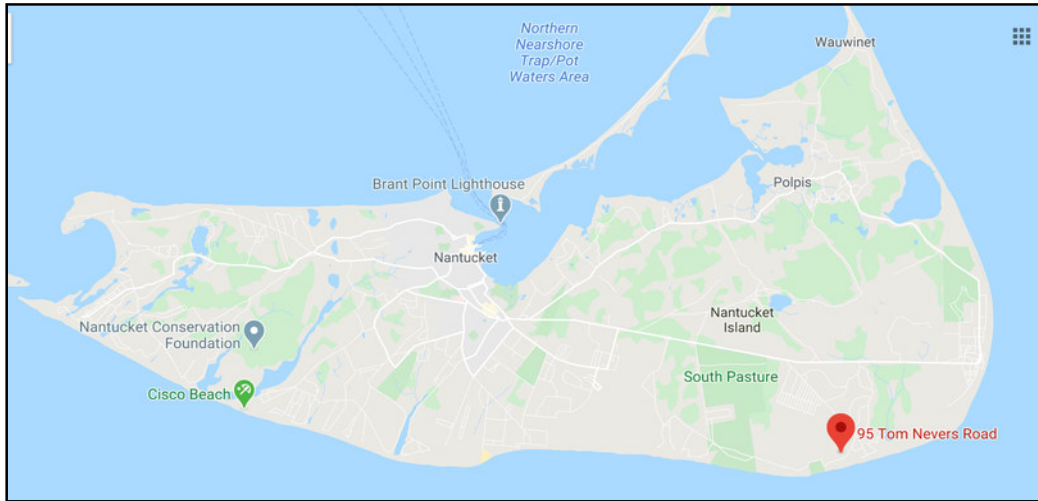 Northern
Nearshore
Trap/Pot
Waters Area
Wauwinet
Brant Point Lighthouse
Polpis
Nantucket
Nantucket
Island
Nantucket Conservation
Foundation
South Pasture
Cisco Beach
95 Tom Nevers Road